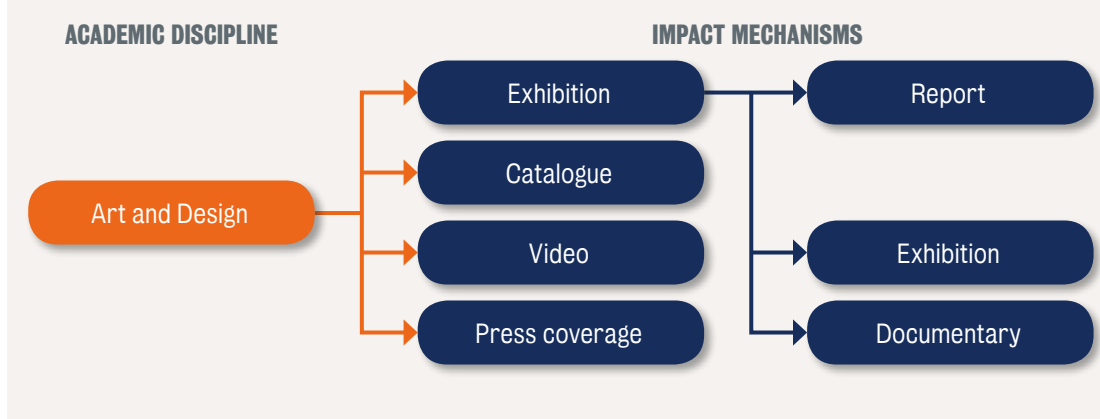 ACADEMIC DISCIPLINE
IMPACT MECHANISMS
Art and Design
Exhibition
Catalogue
Video
Press coverage
Report
Exhibition
Documentary